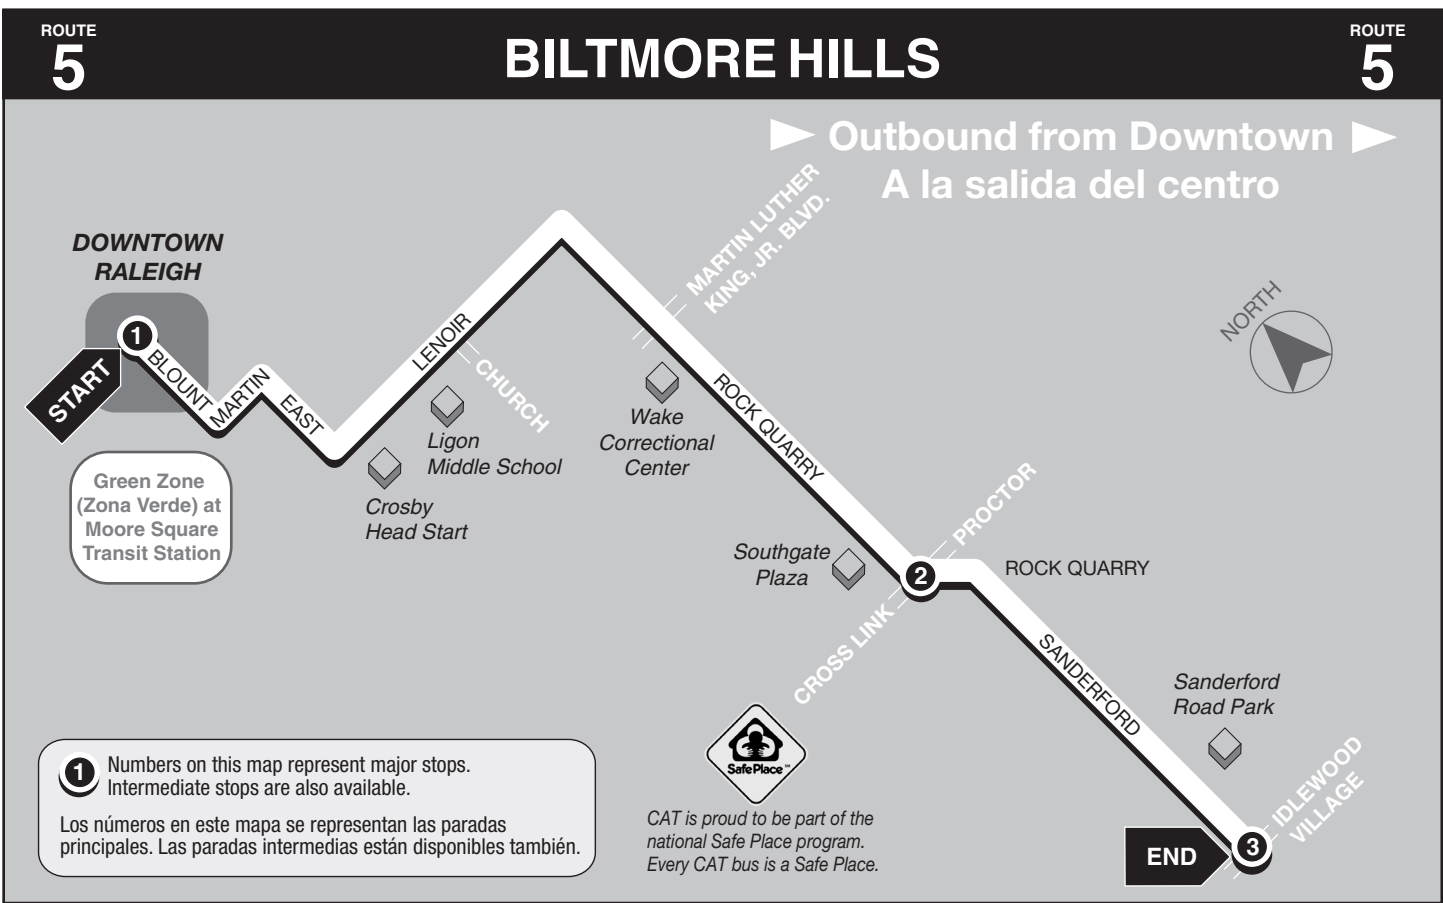 ROUTE
5
BILTMORE HILLS
ROUTE
5
Outbound from Downtown
A la salida del centro
DOWNTOWN
RALEIGH
1
START
BLOUNT
MARTIN
EAST
LENOIR
CHURCH
MARTIN LUTHER
KING, JR. BLVD.
NORTH
Green Zone
(Zona Verde) at
Moore Square
Transit Station
Crosby
Head Start
Ligon
Middle School
Wake
Correctional
Center
ROCK QUARRY
Southgate
Plaza
2
PROCTOR
CROSS LINK
ROCK QUARRY
SANDERFORD
Sanderford
Road Park
IDLEWOOD
VILLAGE
3
END
1
Numbers on this map represent major stops.
Intermediate stops are also available.
Los números en este mapa se representan las paradas
principales. Las paradas intermedias están disponibles también.
Safe Place ™
CAT is proud to be part of the
national Safe Place program.
Every CAT bus is a Safe Place.